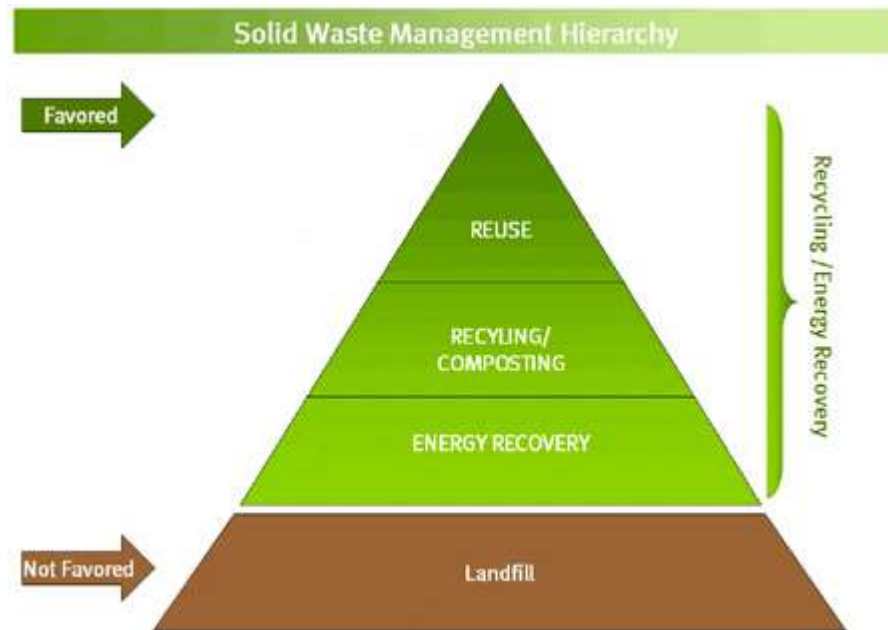 Solid Waste Management Hierarchy
Favored
REUSE
RECYLING/
COMPOSTING
ENERGY RECOVERY
Recycling / Energy Recovery
Not Favored
Landfill